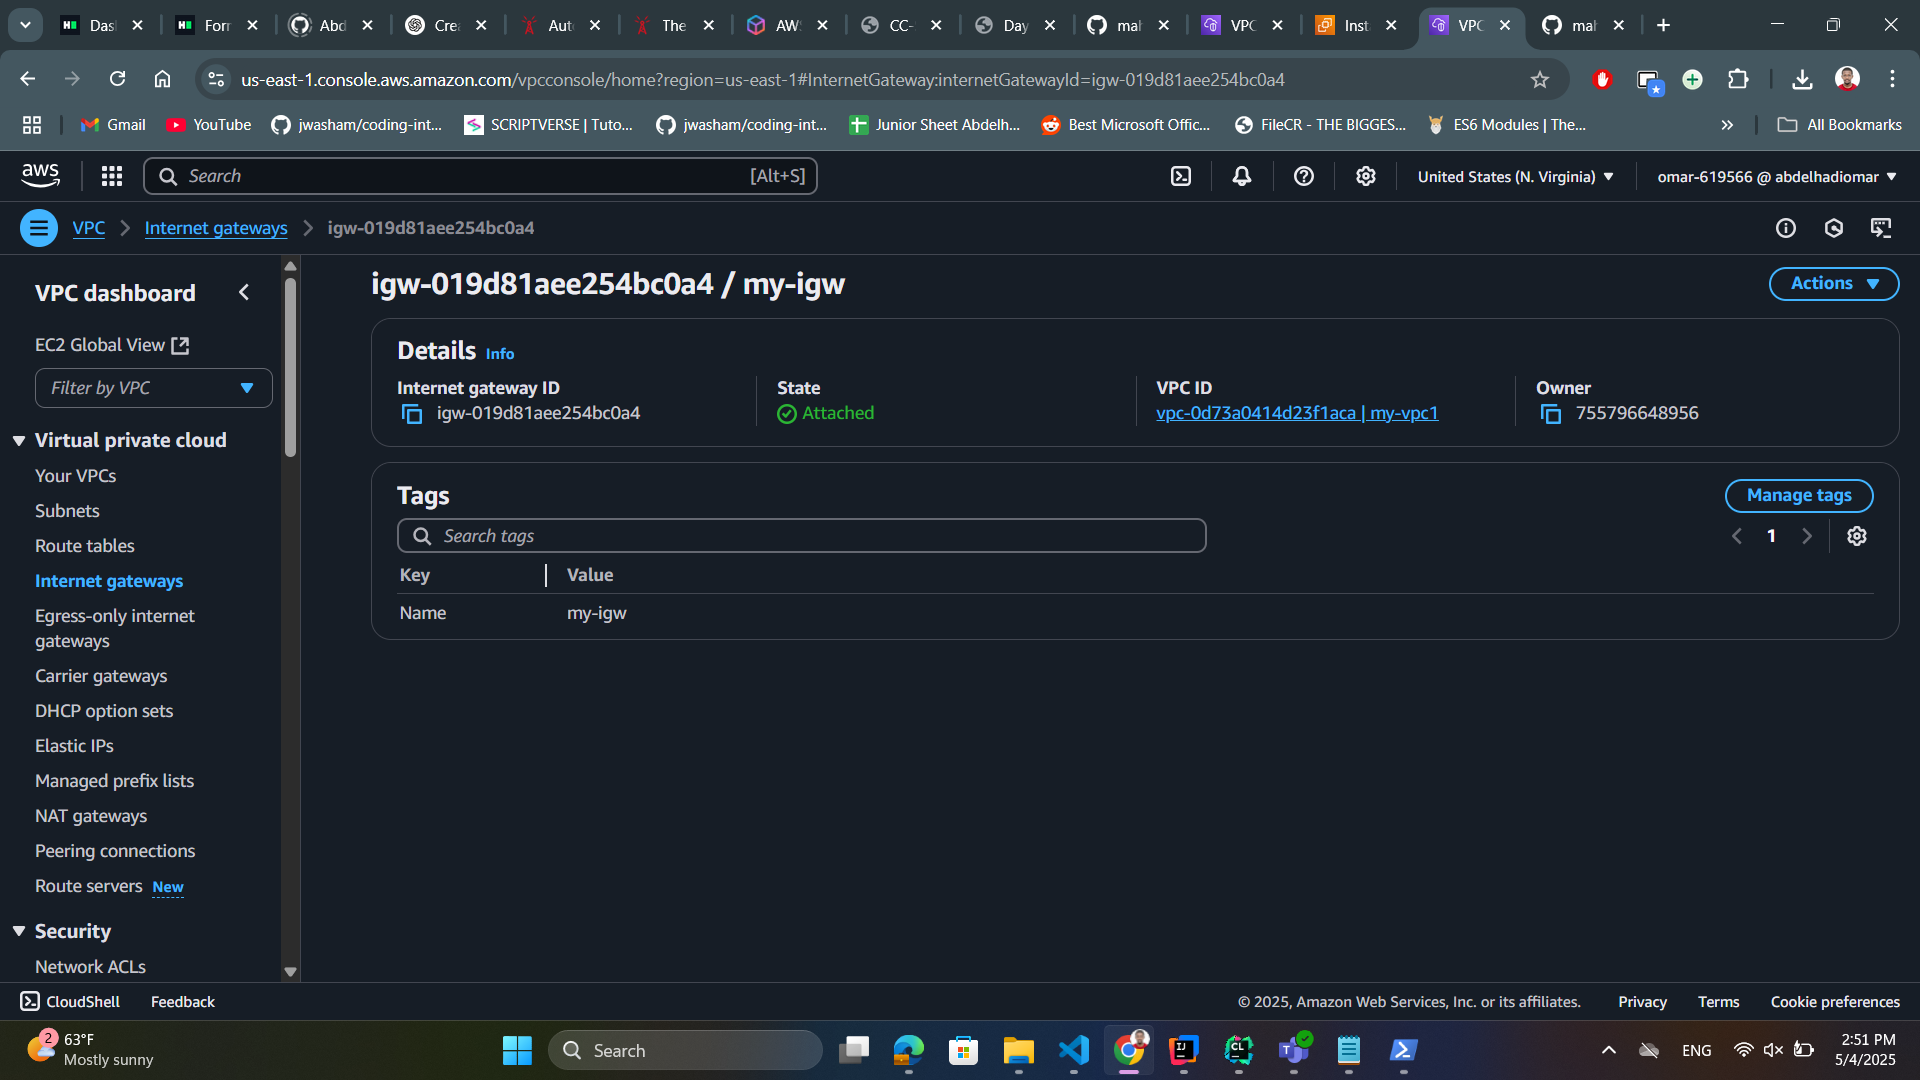 Das
Forr
Abd
Cre
Aut
The
AW
CC-
Day
mał
VPC
Inst
VPC
mał
us-east-1.console.aws.amazon.com/vpcconsole/home?region=us-east-1#InternetGateway:internetGatewayId=igw-019d81aee254bc0a4
Gmail
YouTube
jwasham/coding-int...
SCRIPTVERSE | Tuto...
jwasham/coding-int...
Junior Sheet Abdelh...
Best Microsoft Offic...
FileCR - THE BIGGES...
ES6 Modules | The...
All Bookmarks
aws
Search
[Alt+S]
United States (N. Virginia)
omar-619566 @ abdelhadiomar
VPC
Internet gateways
igw-019d81aee254bc0a4
VPC dashboard
EC2 Global View
Filter by VPC
Virtual private cloud
Your VPCs
Subnets
Route tables
Internet gateways
Egress-only internet
gateways
Carrier gateways
DHCP option sets
Elastic IPs
Managed prefix lists
NAT gateways
Peering connections
Route servers New
Security
Network ACLs
igw-019d81aee254bc0a4 / my-igw
Actions
Details Info
Internet gateway ID
igw-019d81aee254bc0a4
State
Attached
VPC ID
vpc-0d73a0414d23f1aca | my-vpc1
Owner
755796648956
Tags
Manage tags
Search tags
1
Key
Value
Name
my-igw
CloudShell
Feedback
© 2025, Amazon Web Services, Inc. or its affiliates.
Privacy
Terms
Cookie preferences
2
63°F
Mostly sunny
Search
ENG
2:51 PM
5/4/2025